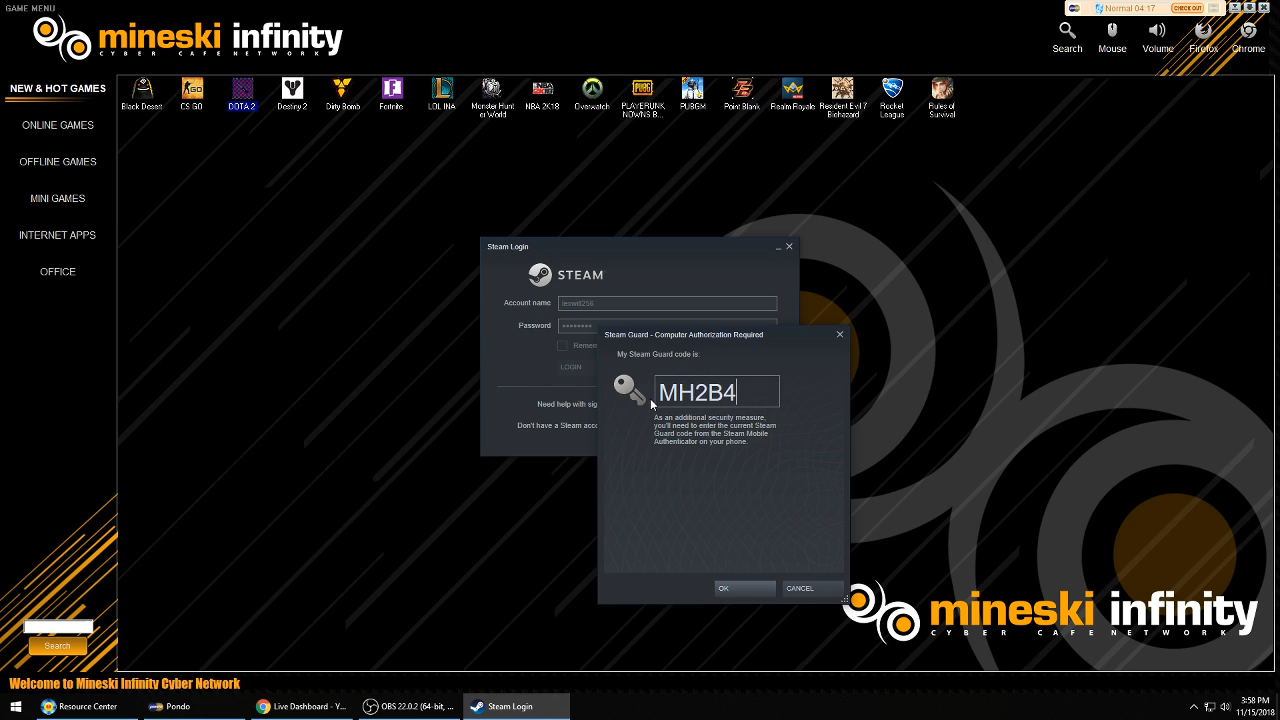 GAME MENU
mineski infinity
CYBER CAFE NETWORK
Normal 04 17
CHECK OUT
Search
Mouse
Volume
Firefox
Chrome
NEW & HOT GAMES
ONLINE GAMES
OFFLINE GAMES
MINI GAMES
INTERNET APPS
OFFICE
Black Desert
CS GO
DOTA 2
Destiny 2
Dirty Bomb
Fortnite
LOL INA
Monster Hunt
er World
NBA 2K18
Overwatch
PLAYERUNK
NOWNS B...
PUBGM
Point Blank
Realm Royale
Resident Evil 7
Biohazard
Rocket
League
Rules of
Survival
Steam Login
STEAM
Account name
leswill256
Password
********
Remem
LOGIN
Need help with sig
Don't have a Steam acco
Steam Guard - Computer Authorization Required
My Steam Guard code is:
MH2B4
As an additional security measure,
you'll need to enter the current Steam
Guard code from the Steam Mobile
Authenticator on your phone.
OK
CANCEL
mineski infinity
CYBER CAFE NETWORK
Search
Welcome to Mineski Infinity Cyber Network
Resource Center
Pondo
Live Dashboard - Y...
OBS 22.0.2 (64-bit, ...
Steam Login
3:58 PM
11/15/2018